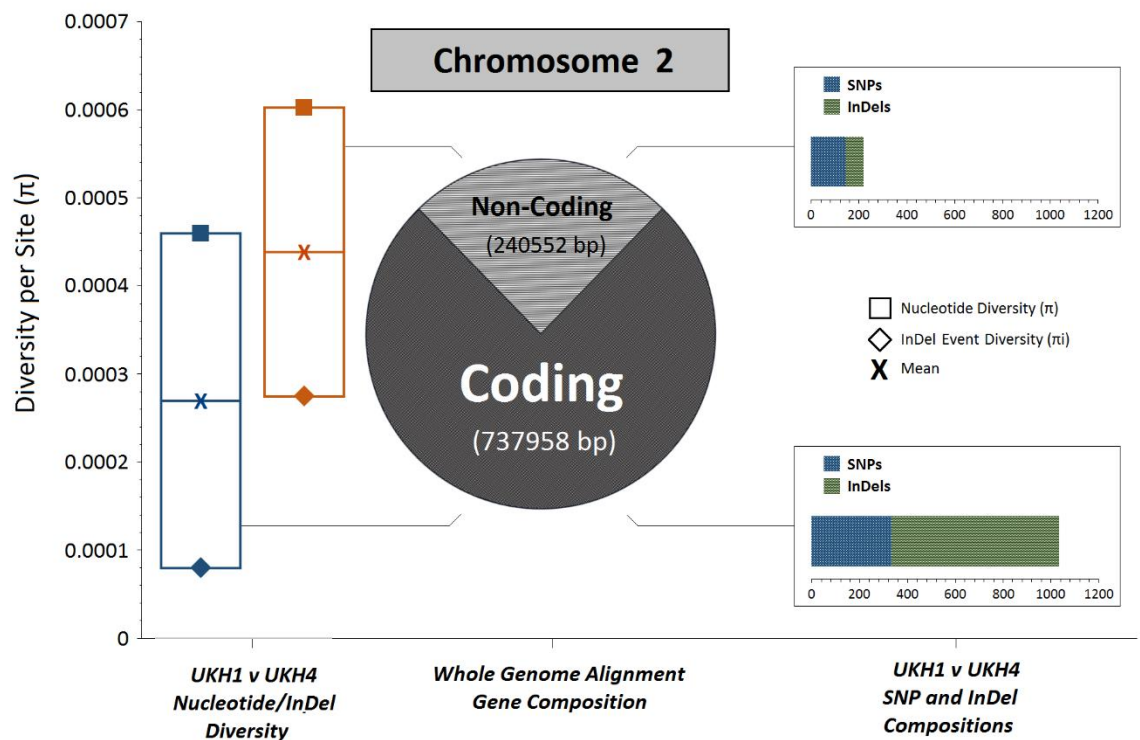 Chromosome 2
Diversity per Site (π)
0.0007
0.0006
0.0005
0.0004
0.0003
0.0002
0.0001
0
X
X
Non-Coding
(240552 bp)
Coding
(737958 bp)
SNPs
InDels
0 200 400 600 800 1000 1200
Nucleotide Diversity (π)
InDel Event Diversity (πi)
X Mean
SNPs
InDels
0 200 400 600 800 1000 1200
UKH1 v UKH4
Nucleotide/InDel
Diversity
Whole Genome Alignment
Gene Composition
UKH1 v UKH4
SNP and InDel
Compositions